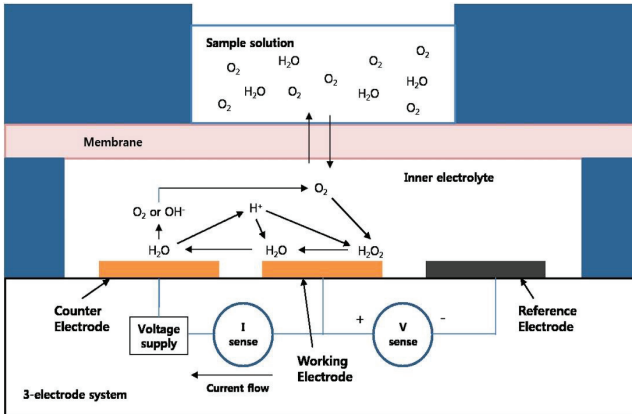 Sample solution
O₂ H₂O O₂ O₂
H₂O O₂ O₂ H₂O H₂O
O₂ O₂
Membrane
Inner electrolyte
O₂
O₂ or OH⁻ H⁺
H₂O H₂O H₂O₂
Counter
Electrode
Voltage
supply
I
sense
Working
Electrode
+ V -
sense
Reference
Electrode
Current flow
3-electrode system